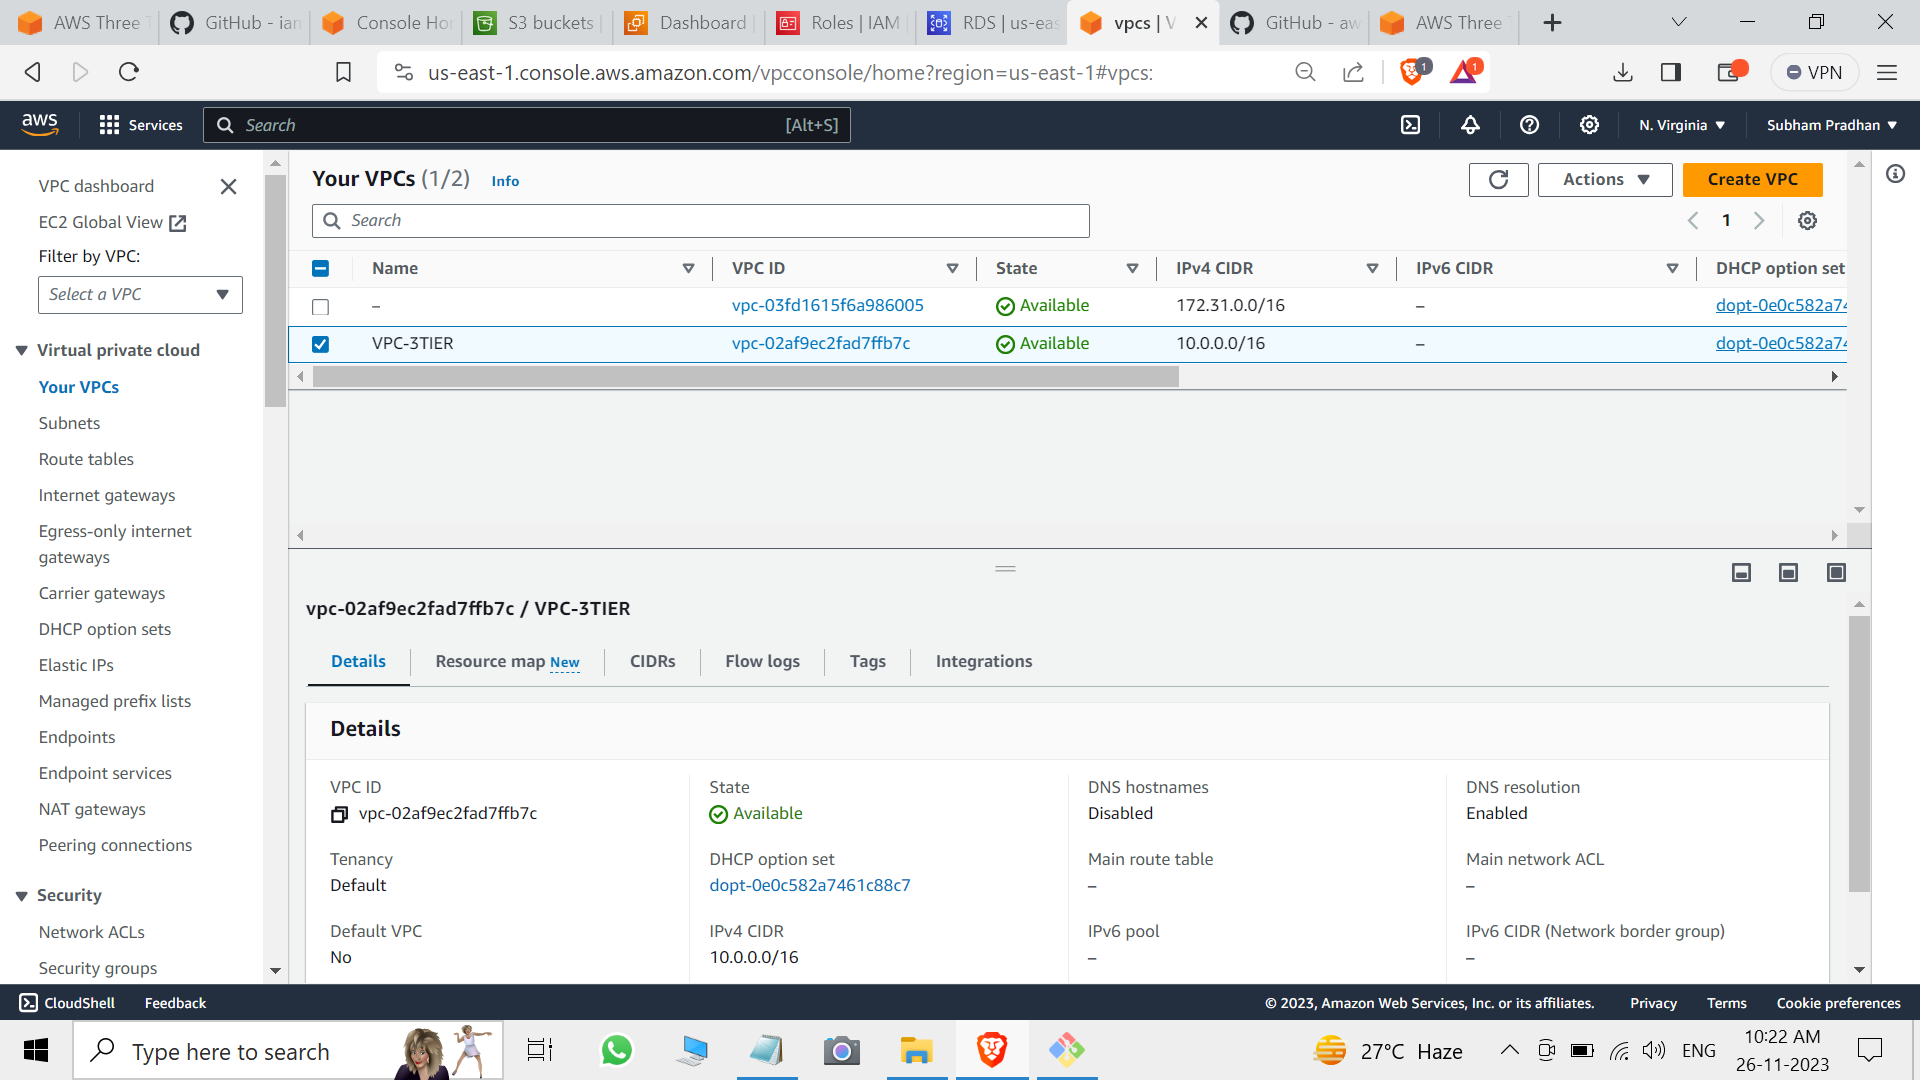 AWS Three T
GitHub - ian
Console Hor
S3 buckets |
Dashboard |
Roles | IAM
RDS | us-eas
vpcs | V
GitHub - aw
AWS Three T
us-east-1.console.aws.amazon.com/vpcconsole/home?region=us-east-1#vpcs:
1
1
VPN
aws
Services
Search
[Alt+S]
N. Virginia
Subham Pradhan
VPC dashboard
EC2 Global View
Filter by VPC:
Select a VPC
Virtual private cloud
Your VPCs
Subnets
Route tables
Internet gateways
Egress-only internet
gateways
Carrier gateways
DHCP option sets
Elastic IPs
Managed prefix lists
Endpoints
Endpoint services
NAT gateways
Peering connections
Security
Network ACLs
Security groups
Your VPCs (1/2) Info
Actions
Create VPC
Search
1
Name VPC ID State IPv4 CIDR IPv6 CIDR DHCP option set
– vpc-03fd1615f6a986005 Available 172.31.0.0/16 – dopt-0e0c582a74
VPC-3TIER vpc-02af9ec2fad7ffb7c Available 10.0.0.0/16 – dopt-0e0c582a74
vpc-02af9ec2fad7ffb7c / VPC-3TIER
Details Resource map New CIDRs Flow logs Tags Integrations
Details
VPC ID
vpc-02af9ec2fad7ffb7c
State
Available
DNS hostnames
Disabled
DNS resolution
Enabled
Tenancy
Default
DHCP option set
dopt-0e0c582a7461c88c7
Main route table
–
Main network ACL
–
Default VPC
No
IPv4 CIDR
10.0.0.0/16
IPv6 pool
–
IPv6 CIDR (Network border group)
–
CloudShell Feedback
© 2023, Amazon Web Services, Inc. or its affiliates. Privacy Terms Cookie preferences
Type here to search
27°C Haze
ENG
10:22 AM
26-11-2023